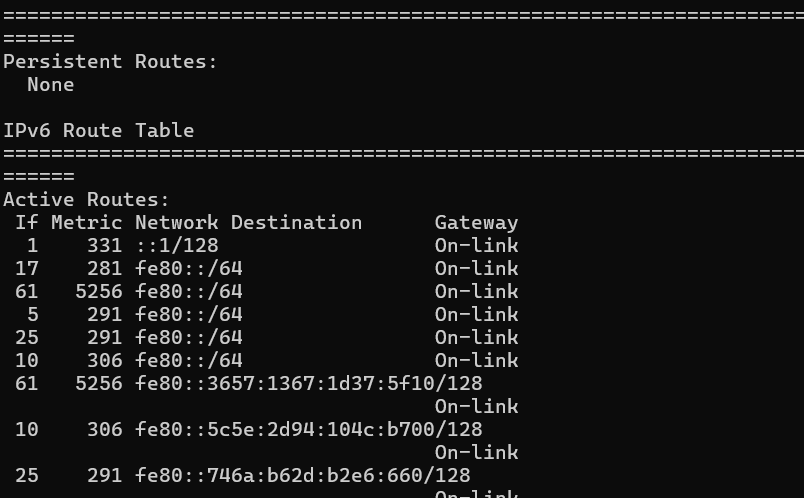 ===================================================================
======
Persistent Routes:
  None
IPv6 Route Table
===================================================================
======
Active Routes:
 If Metric Network Destination      Gateway
  1    331 ::1/128                  On-link
 17    281 fe80::/64                On-link
 61   5256 fe80::/64                On-link
  5    291 fe80::/64                On-link
 25    291 fe80::/64                On-link
 10    306 fe80::/64                On-link
 61   5256 fe80::3657:1367:1d37:5f10/128
                                    On-link
 10    306 fe80::5c5e:2d94:104c:b700/128
                                    On-link
 25    291 fe80::746a:b62d:b2e6:660/128
                                    On-link